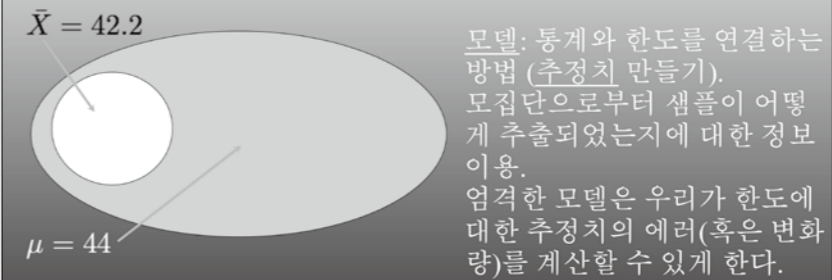 X̄ = 42.2
μ = 44
모델: 통계와 한도를 연결하는
방법 (추정치 만들기).
모집단으로부터 샘플이 어떻
게 추출되었는지에 대한 정보
이용.
엄격한 모델은 우리가 한도에
대한 추정치의 에러(혹은 변화
량)를 계산할 수 있게 한다.